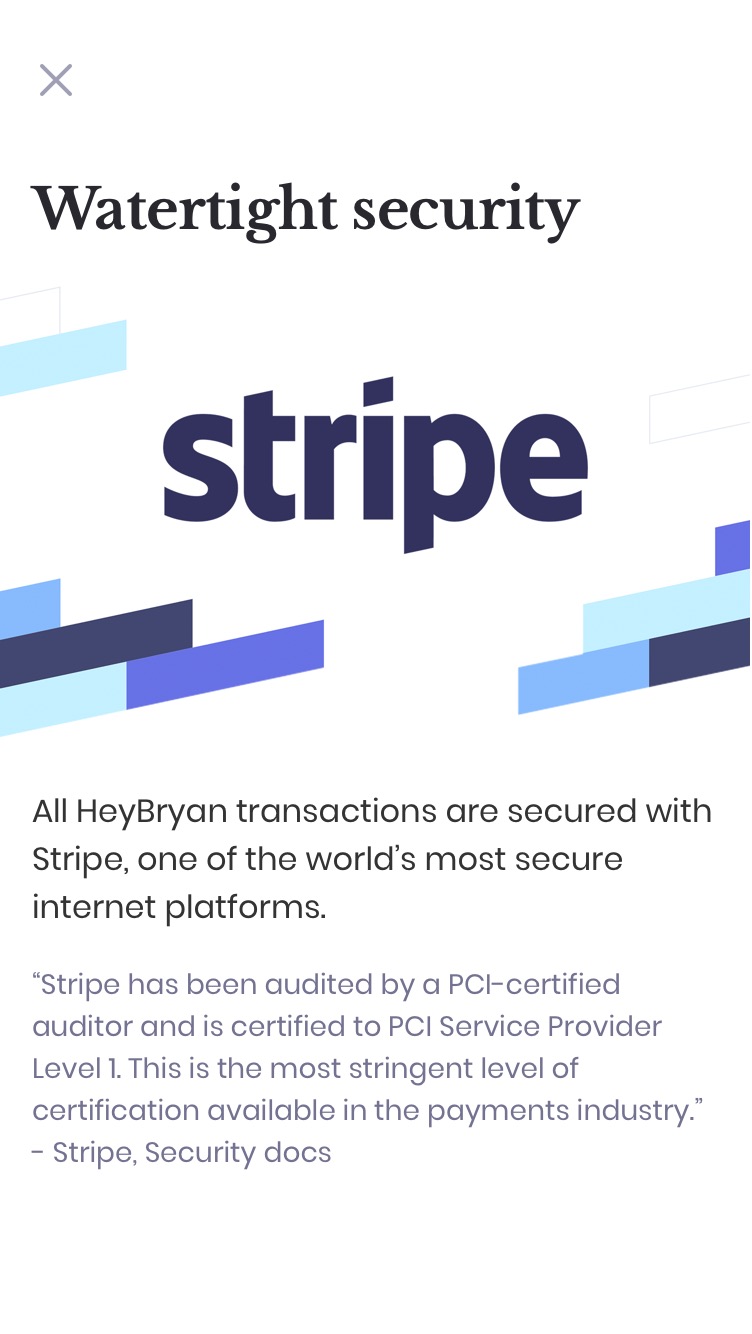 Watertight security
stripe
All HeyBryan transactions are secured with
Stripe, one of the world’s most secure
internet platforms.
“Stripe has been audited by a PCI-certified
auditor and is certified to PCI Service Provider
Level 1. This is the most stringent level of
certification available in the payments industry.”
- Stripe, Security docs